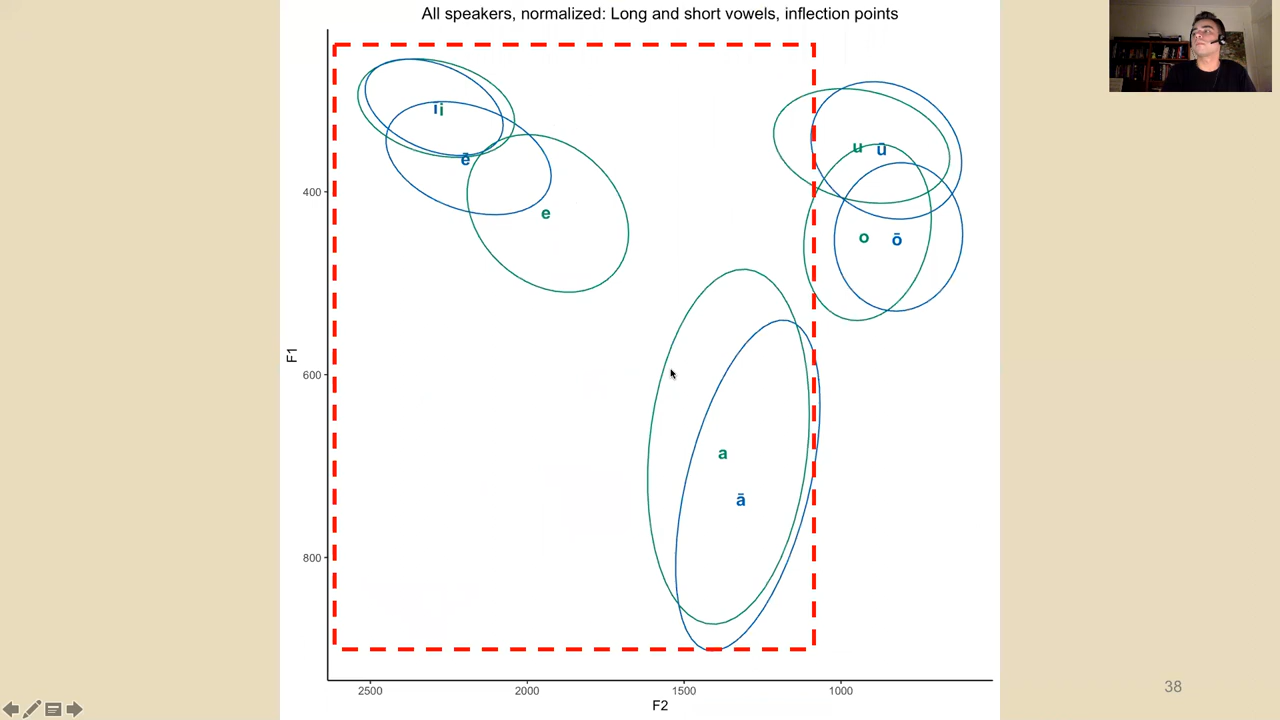 All speakers, normalized: Long and short vowels, inflection points
400
600
800
F1
ī i
ē
e
u ū
o ō
a
ā
2500 2000 1500 1000
F2
38